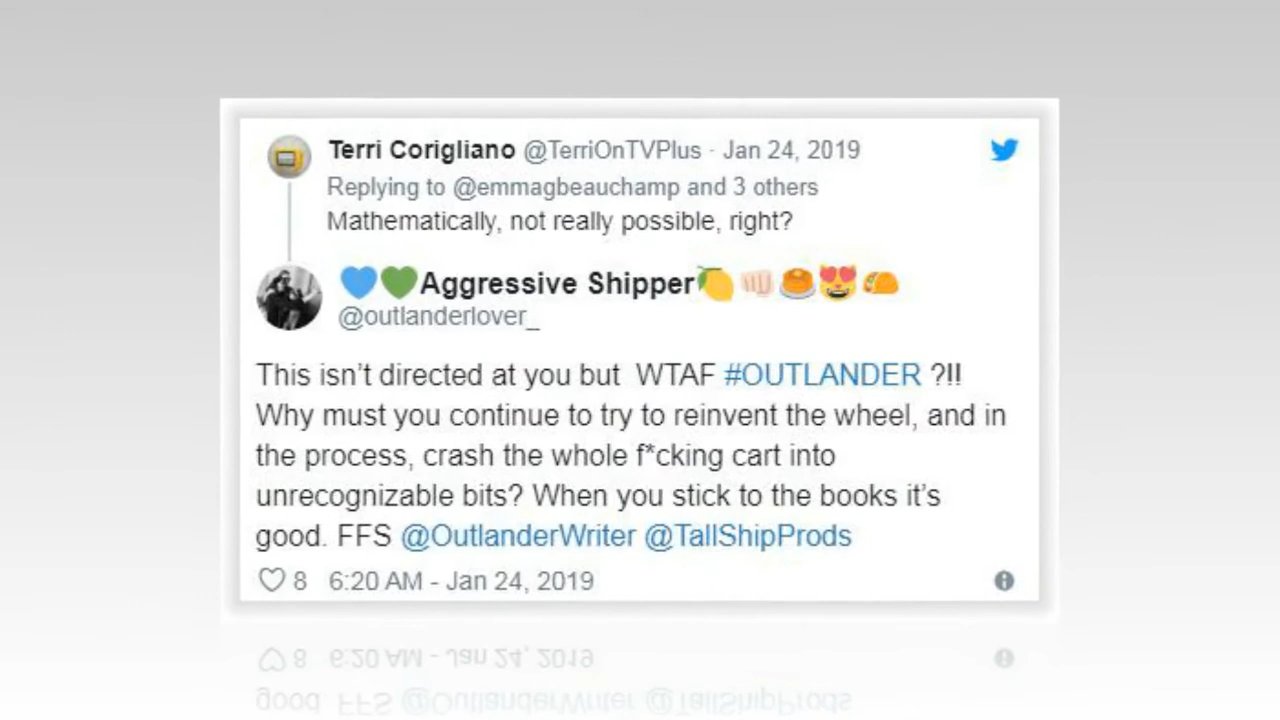 Terri Corigliano @TerriOnTVPlus · Jan 24, 2019
Replying to @emmagbeauchamp and 3 others
Mathematically, not really possible, right?
💙💚Aggressive Shipper🍋👊🏻🥞😻🌮
@outlanderlover_
This isn't directed at you but WTAF #OUTLANDER ?!!
Why must you continue to try to reinvent the wheel, and in
the process, crash the whole f*cking cart into
unrecognizable bits? When you stick to the books it's
good. FFS @OutlanderWriter @TallShipProds
8 6:20 AM - Jan 24, 2019